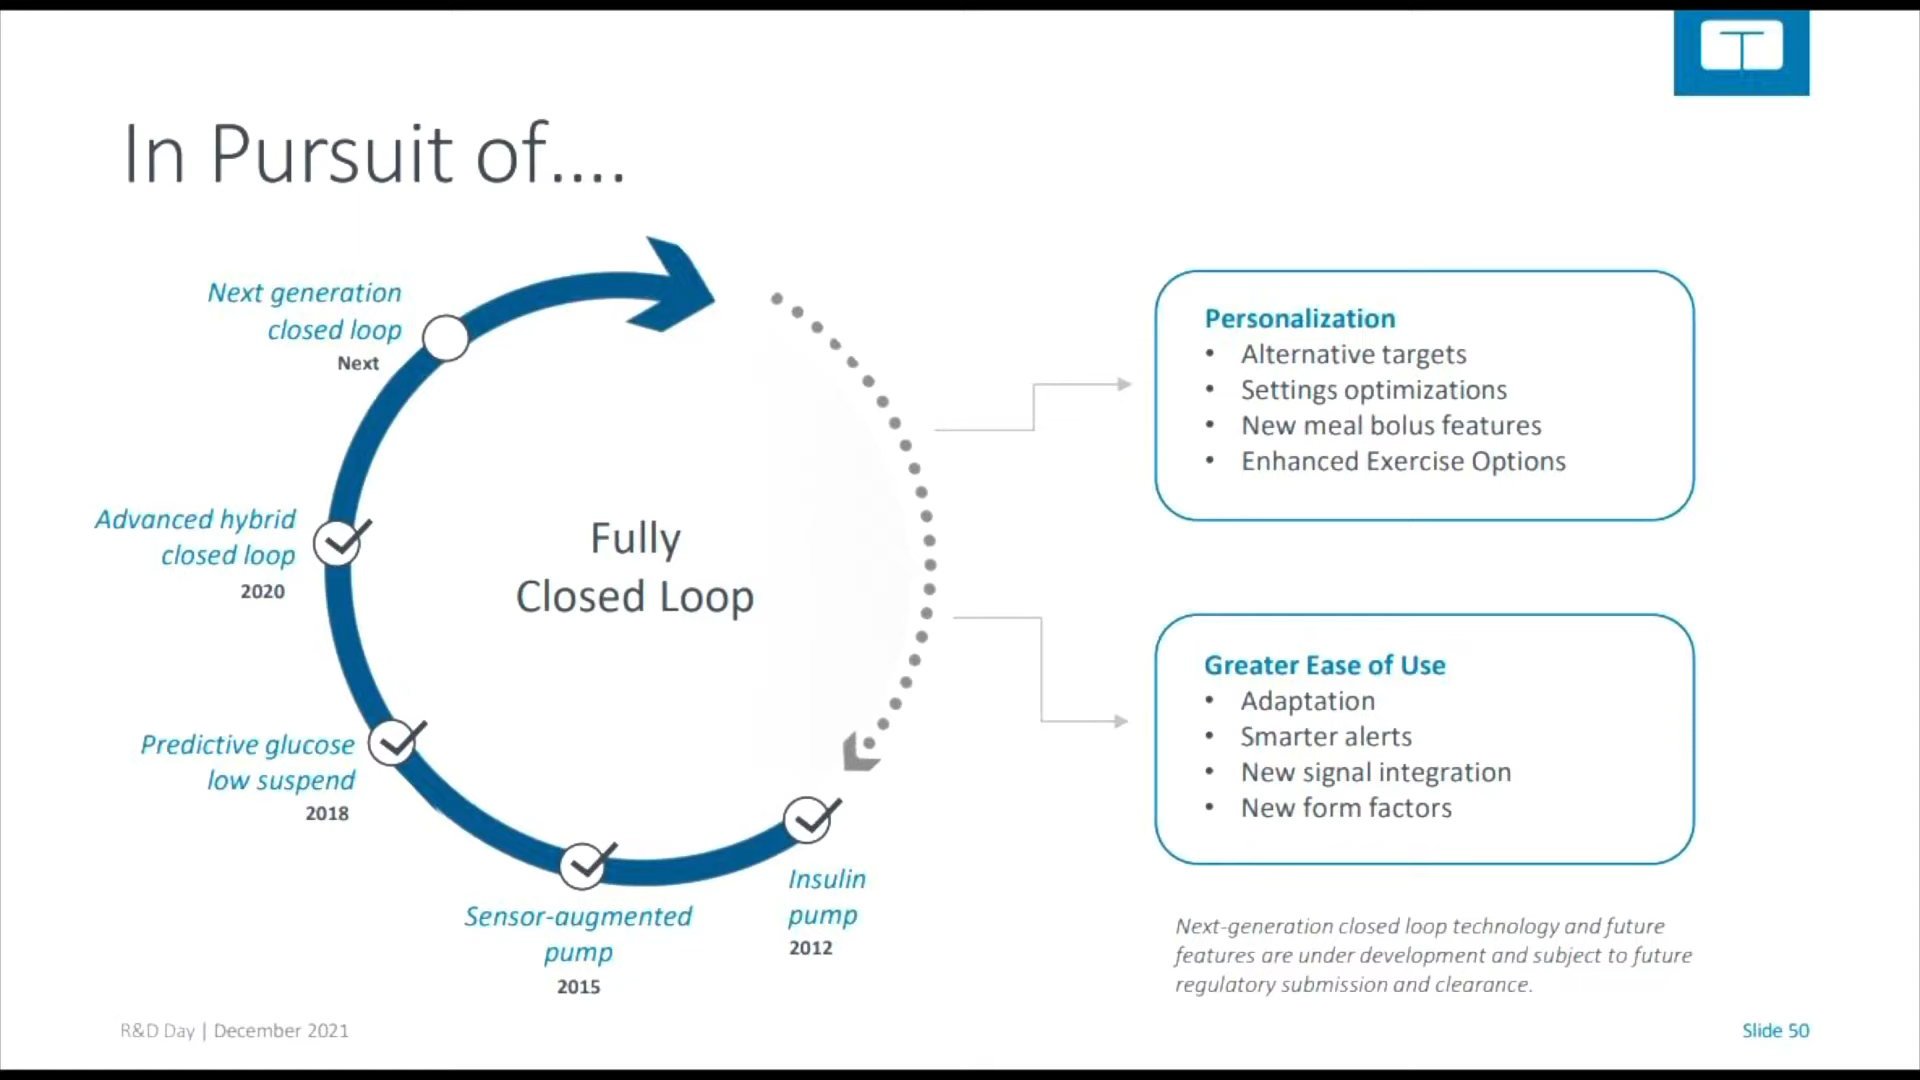 In Pursuit of....
Next generation
closed loop
Next
Advanced hybrid
closed loop
2020
Predictive glucose
low suspend
2018
Sensor-augmented
pump
2015
Insulin
pump
2012
Fully
Closed Loop
Personalization
• Alternative targets
• Settings optimizations
• New meal bolus features
• Enhanced Exercise Options
Greater Ease of Use
• Adaptation
• Smarter alerts
• New signal integration
• New form factors
Next-generation closed loop technology and future
features are under development and subject to future
regulatory submission and clearance.
R&D Day | December 2021
Slide 50